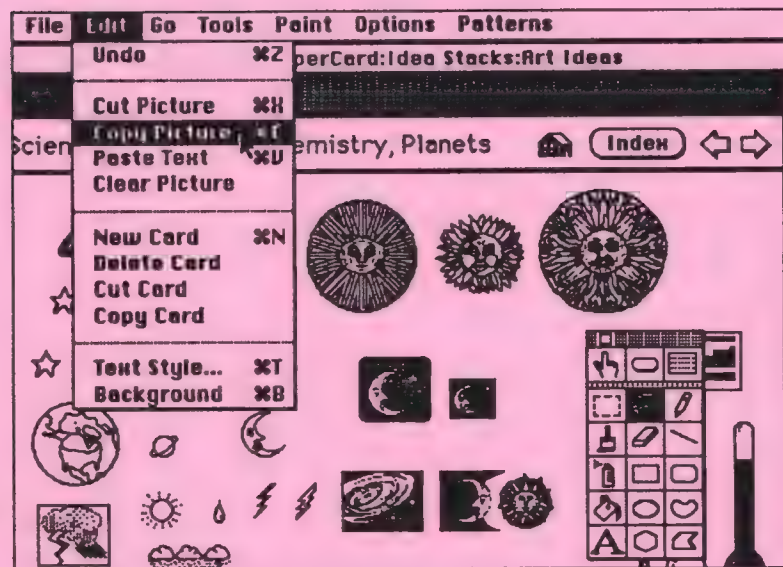 File Edit Go Tools Paint Options Patterns
Undo ⌘Z
perCard:Idea Stacks:Art Ideas
Cut Picture ⌘X
Copy Picture ⌘C
Scien
emistry, Planets
Index
Paste Text ⌘V
Clear Picture
New Card ⌘N
Delete Card
Cut Card
Copy Card
Text Style... ⌘T
Background ⌘B
A